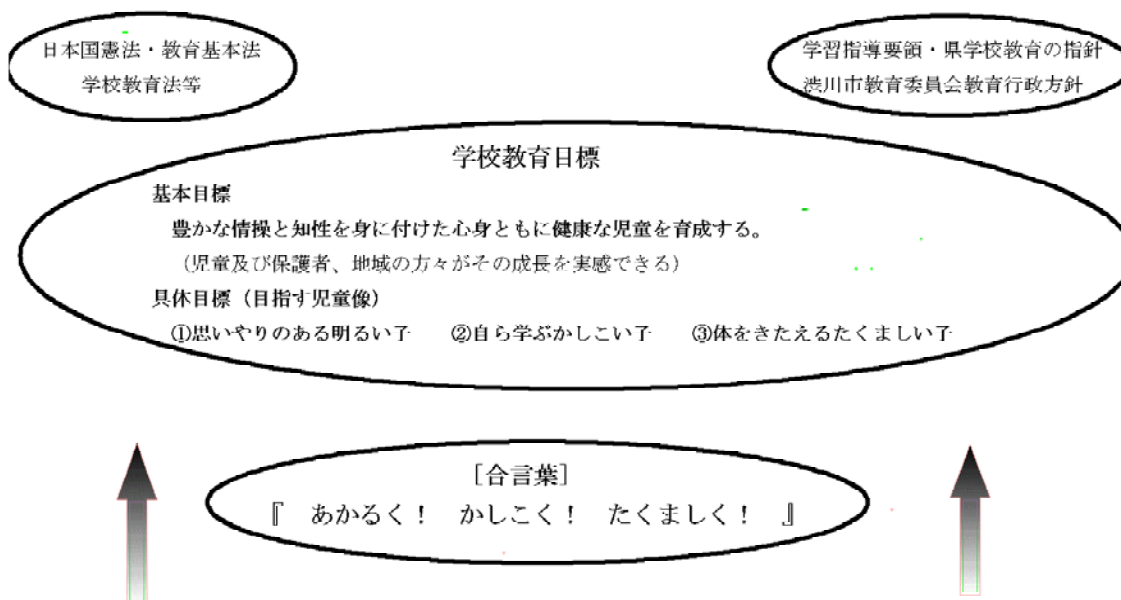 日本国憲法・教育基本法
学校教育法等
学習指導要領・県学校教育の指針
渋川市教育委員会教育行政方針
学校教育目標
基本目標
豊かな情操と知性を身に付けた心身ともに健康な児童を育成する。
（児童及び保護者、地域の方々がその成長を実感できる）
具体目標（目指す児童像）
①思いやりのある明るい子　②自ら学ぶかしこい子　③体をきたえるたくましい子
［合言葉］
『　あかるく！　かしこく！　たくましく！　』